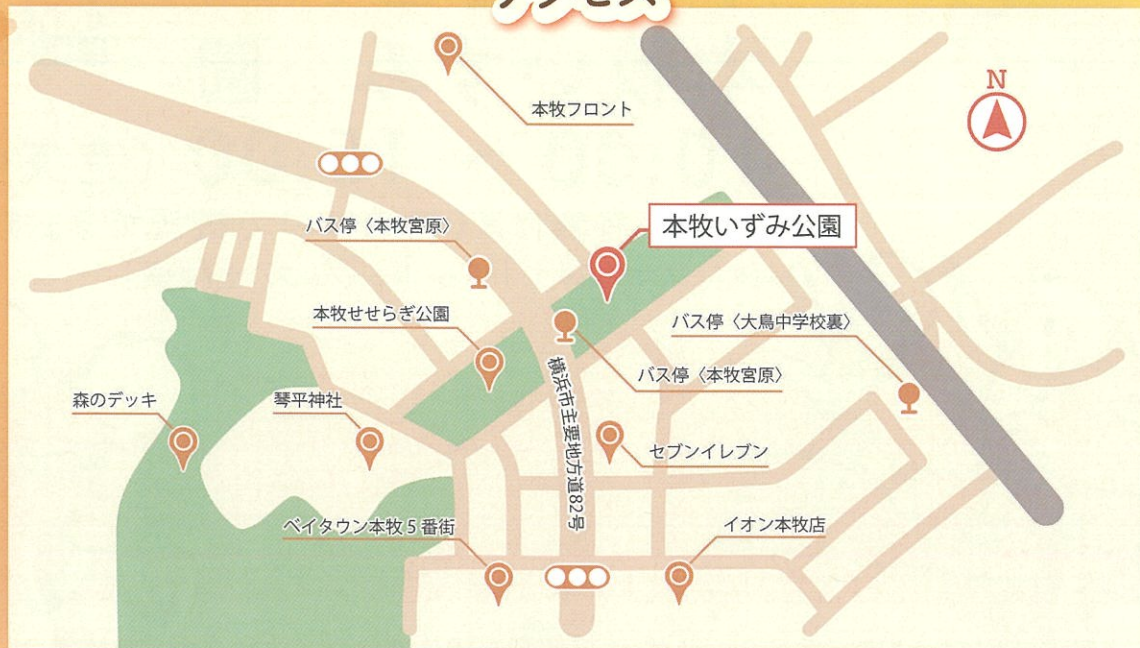 アクセス
N
本牧フロント
本牧いずみ公園
バス停〈本牧宮原〉
本牧せせらぎ公園
バス停〈大鳥中学校裏〉
バス停〈本牧宮原〉
横浜市主要地方道82号
森のデッキ
琴平神社
セブンイレブン
ベイタウン本牧5番街
イオン本牧店